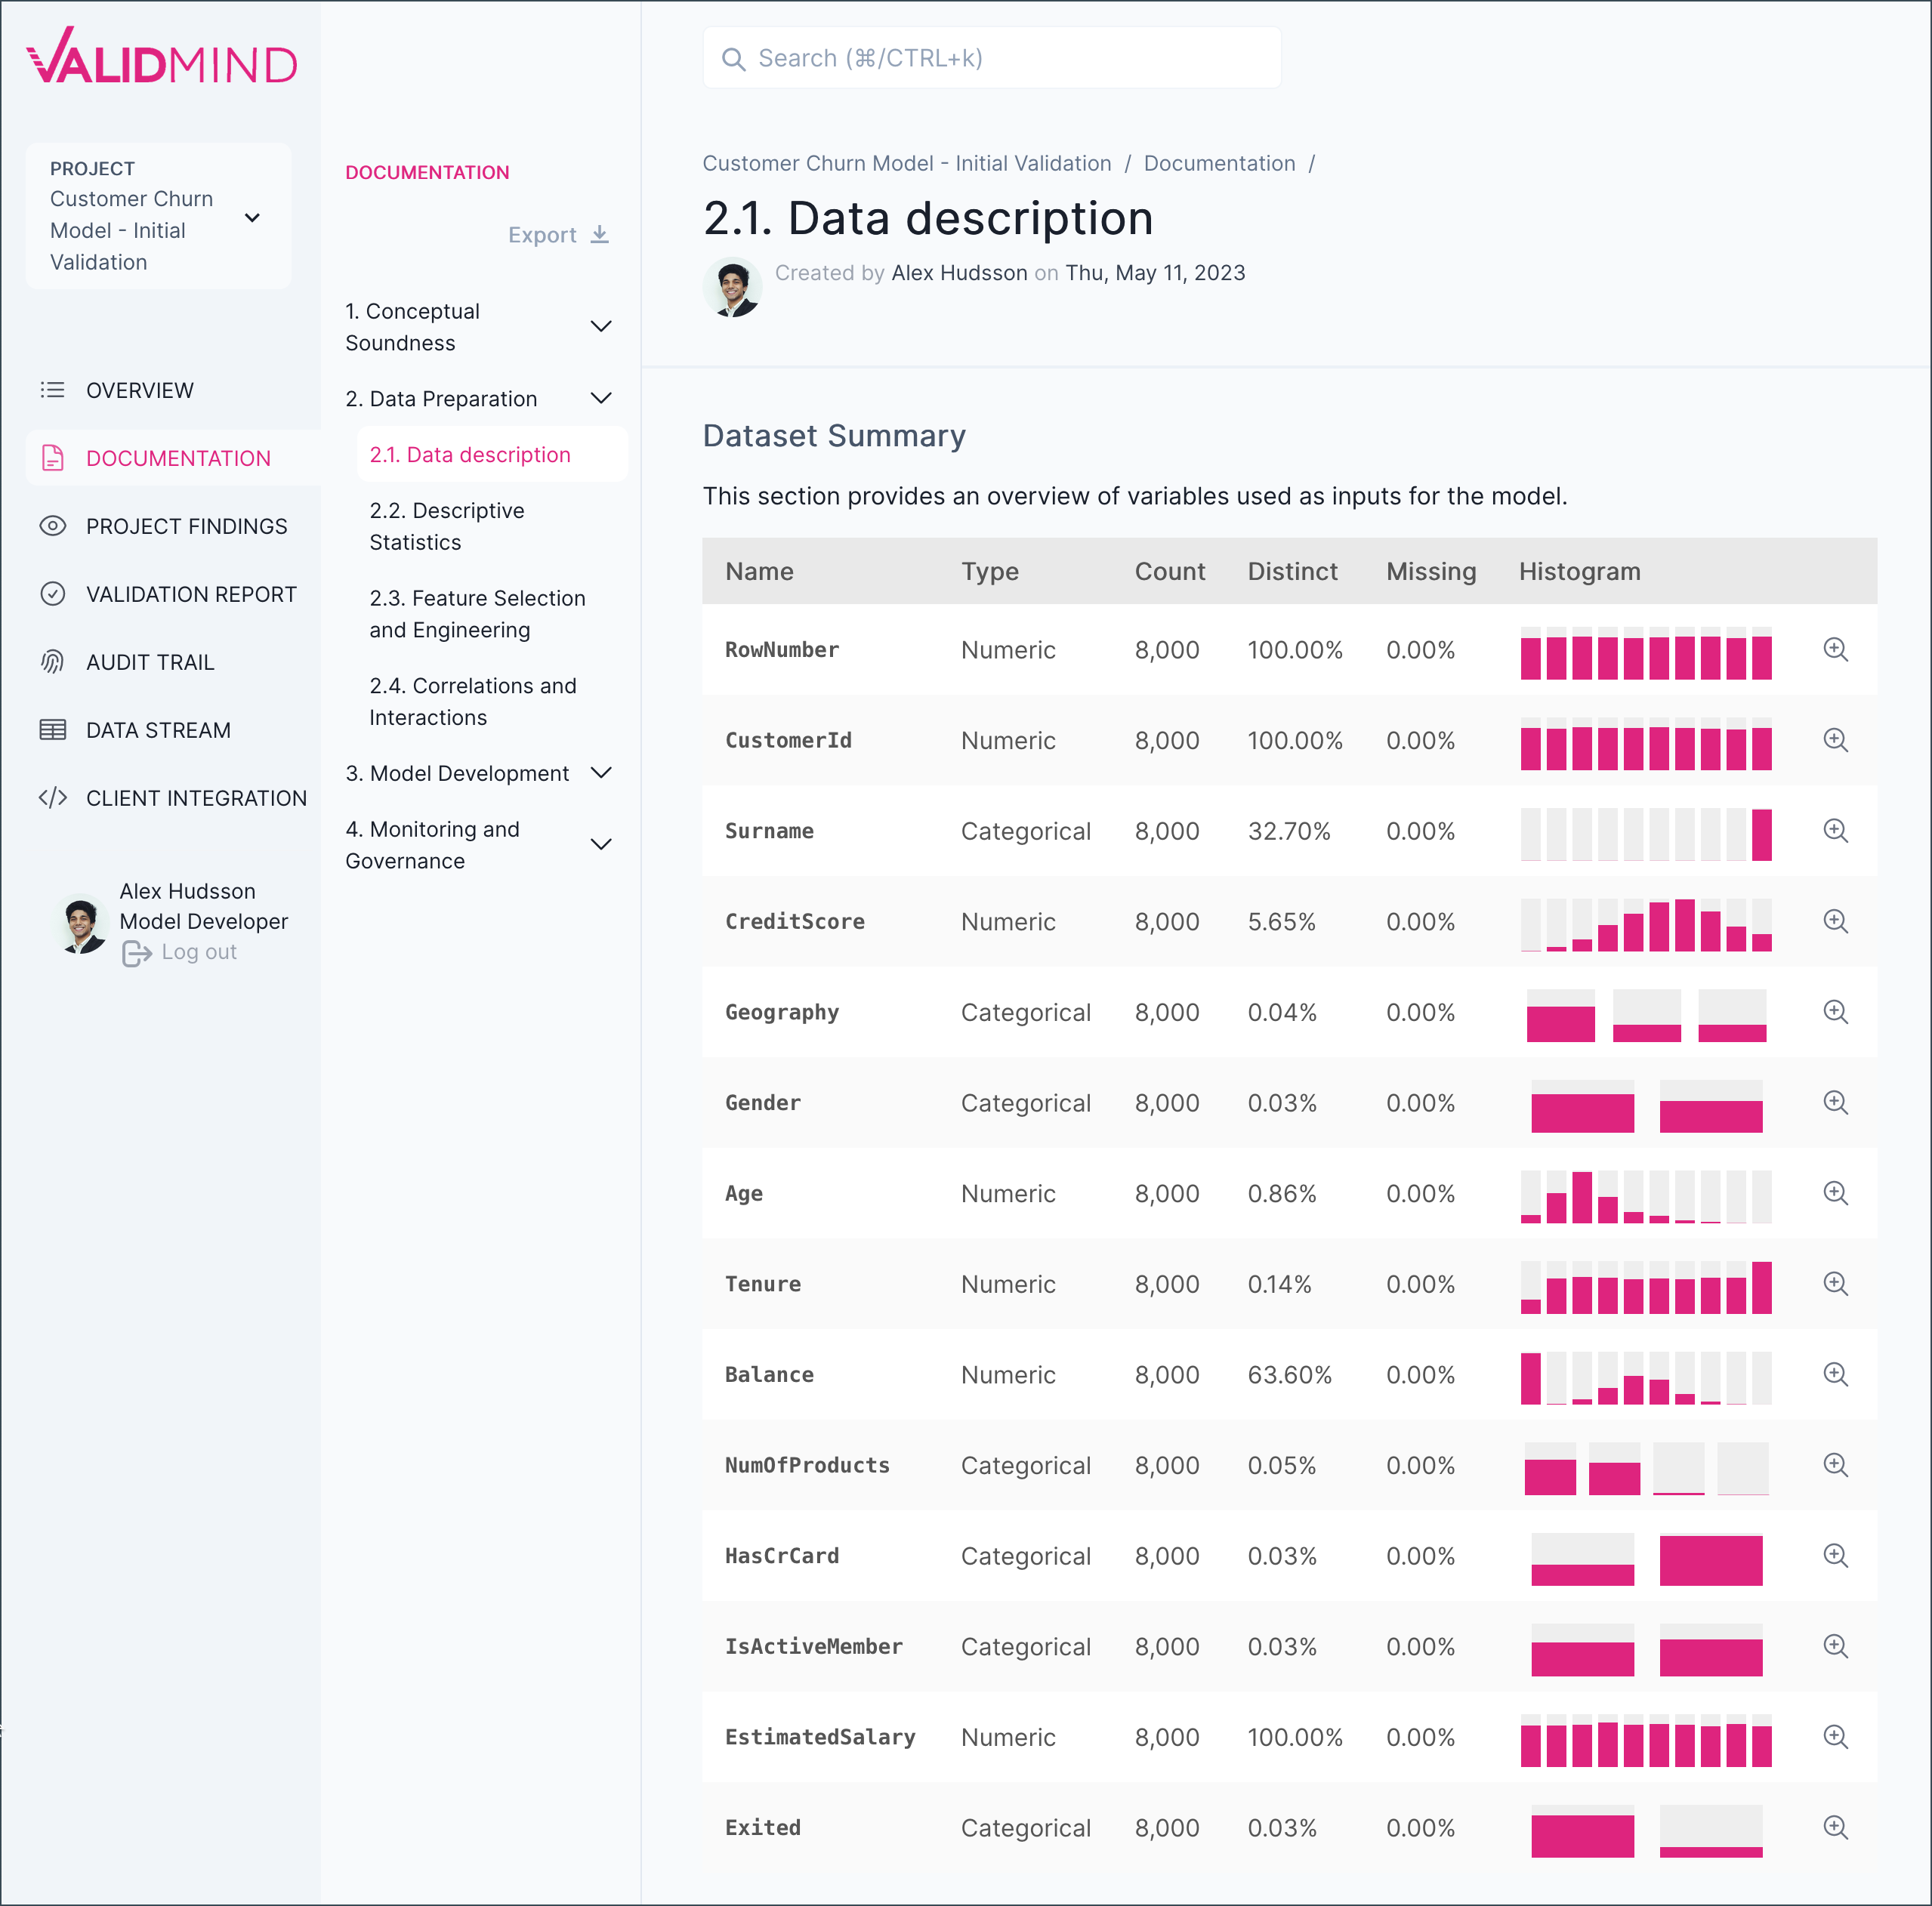 VALIDMIND
PROJECT
Customer Churn
Model - Initial
Validation
OVERVIEW
DOCUMENTATION
PROJECT FINDINGS
VALIDATION REPORT
AUDIT TRAIL
DATA STREAM
CLIENT INTEGRATION
Alex Hudsson
Model Developer
Log out
DOCUMENTATION
Export
1. Conceptual
Soundness
2. Data Preparation
2.1. Data description
2.2. Descriptive
Statistics
2.3. Feature Selection
and Engineering
2.4. Correlations and
Interactions
3. Model Development
4. Monitoring and
Governance
Search (⌘/CTRL+k)
Customer Churn Model - Initial Validation / Documentation /
2.1. Data description
Created by Alex Hudsson on Thu, May 11, 2023
Dataset Summary
This section provides an overview of variables used as inputs for the model.
Name Type Count Distinct Missing Histogram
RowNumber Numeric 8,000 100.00% 0.00%
CustomerId Numeric 8,000 100.00% 0.00%
Surname Categorical 8,000 32.70% 0.00%
CreditScore Numeric 8,000 5.65% 0.00%
Geography Categorical 8,000 0.04% 0.00%
Gender Categorical 8,000 0.03% 0.00%
Age Numeric 8,000 0.86% 0.00%
Tenure Numeric 8,000 0.14% 0.00%
Balance Numeric 8,000 63.60% 0.00%
NumOfProducts Categorical 8,000 0.05% 0.00%
HasCrCard Categorical 8,000 0.03% 0.00%
IsActiveMember Categorical 8,000 0.03% 0.00%
EstimatedSalary Numeric 8,000 100.00% 0.00%
Exited Categorical 8,000 0.03% 0.00%